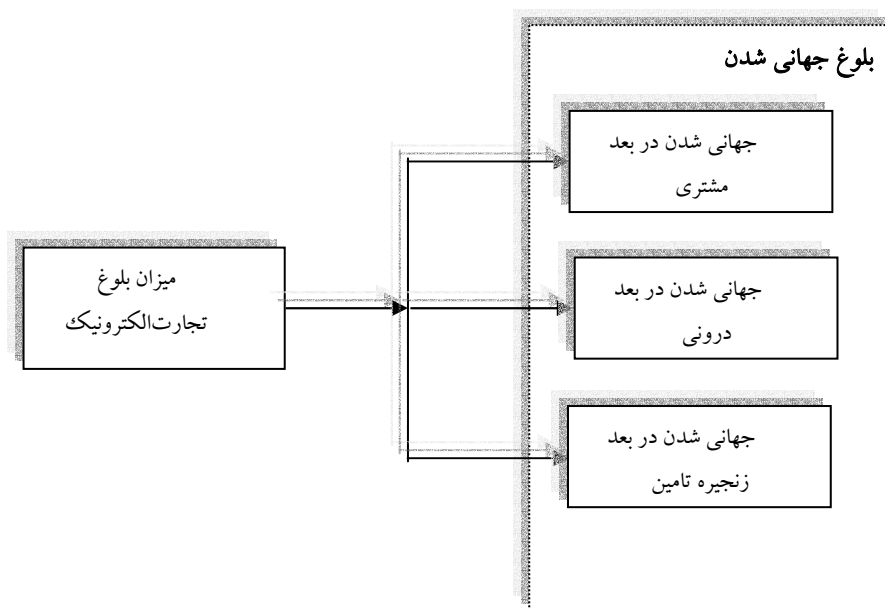 بلوغ جهانی شدن
جهانی شدن در بعد
مشتری
میزان بلوغ
تجارت‌الکترونیک
جهانی شدن در بعد
درونی
جهانی شدن در بعد
زنجیره تامین